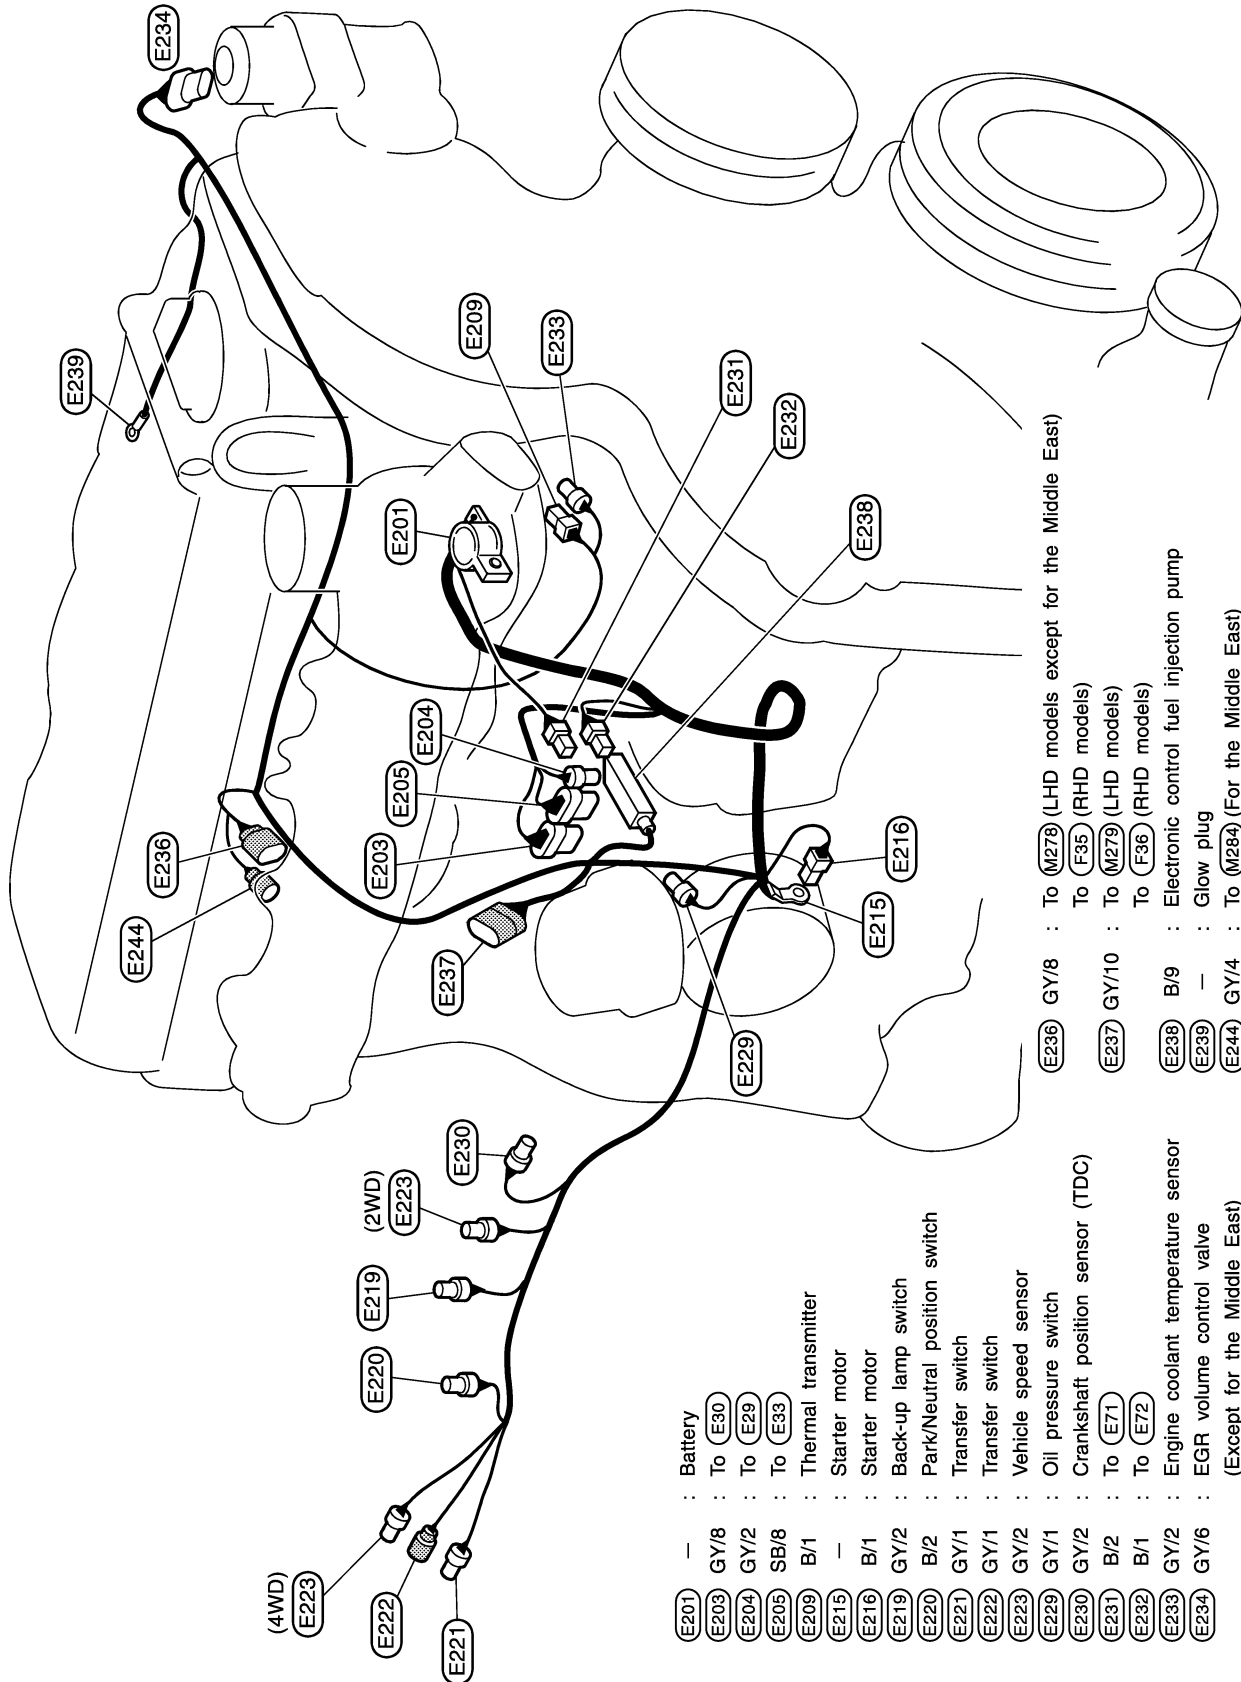 E234
E239
E209
E233
E231
E232
E201
E238
E204
E205
E203
E236
E244
E237
E216
E215
E229
E230
(2WD)
E223
E219
E220
(4WD)
E223
E222
E221
E201 – : Battery
E203 GY/8 : To E30
E204 GY/2 : To E29
E205 SB/8 : To E33
E209 B/1 : Thermal transmitter
E215 – : Starter motor
E216 B/1 : Starter motor
E219 GY/2 : Back-up lamp switch
E220 B/2 : Park/Neutral position switch
E221 GY/1 : Transfer switch
E222 GY/1 : Transfer switch
E223 GY/2 : Vehicle speed sensor
E229 GY/1 : Oil pressure switch
E230 GY/2 : Crankshaft position sensor (TDC)
E231 B/2 : To E71
E232 B/1 : To E72
E233 GY/2 : Engine coolant temperature sensor
E234 GY/6 : EGR volume control valve
(Except for the Middle East)
E236 GY/8 : To M278 (LHD models except for the Middle East)
To F35 (RHD models)
E237 GY/10 : To M279 (LHD models)
To F36 (RHD models)
E238 B/9 : Electronic control fuel injection pump
E239 – : Glow plug
E244 GY/4 : To M284 (For the Middle East)